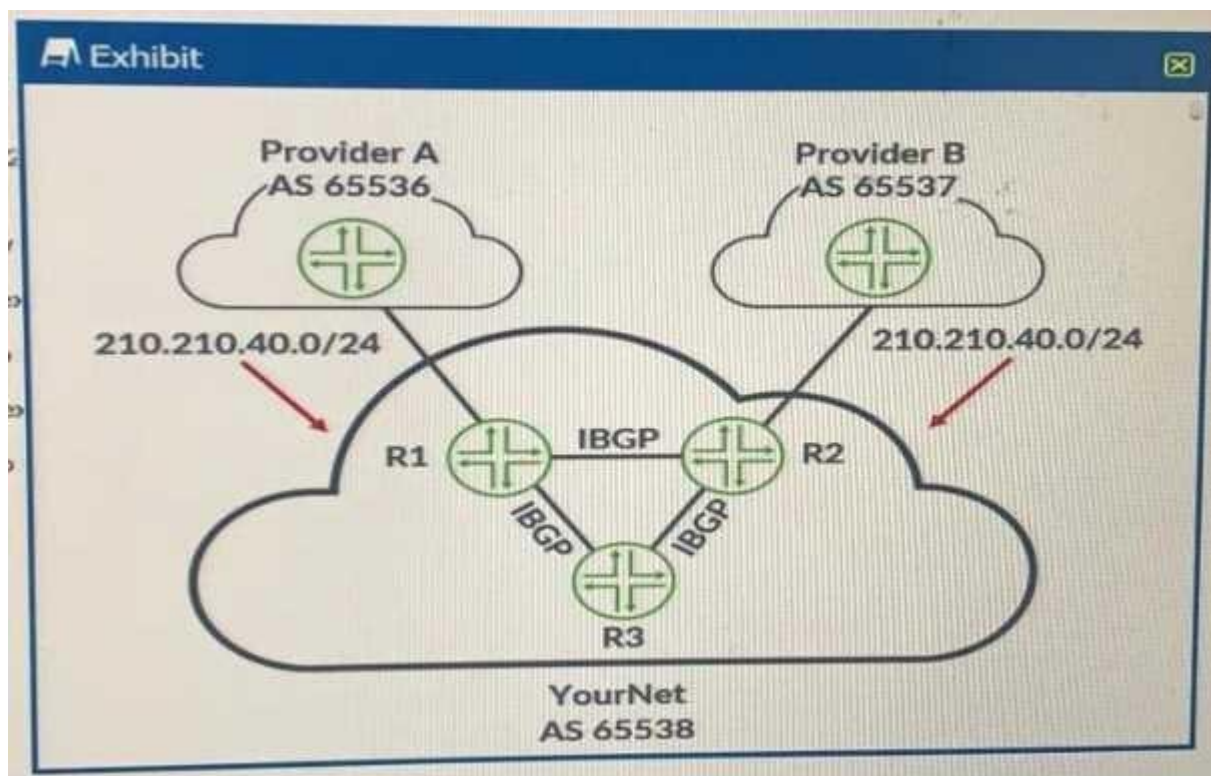 Exhibit
Provider A
AS 65536
Provider B
AS 65537
210.210.40.0/24
210.210.40.0/24
R1
IBGP
R2
IBGP
IBGP
R3
YourNet
AS 65538